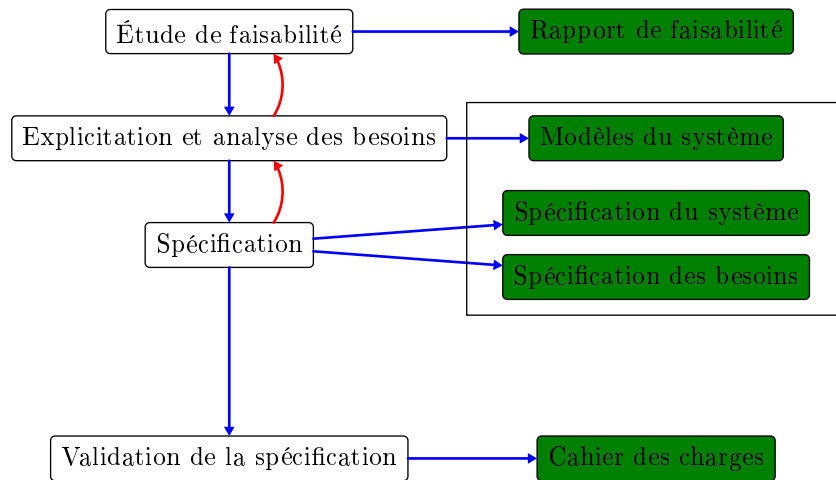 Étude de faisabilité
Rapport de faisabilité
Explicitation et analyse des besoins
Modèles du système
Spécification du système
Spécification
Spécification des besoins
Validation de la spécification
Cahier des charges